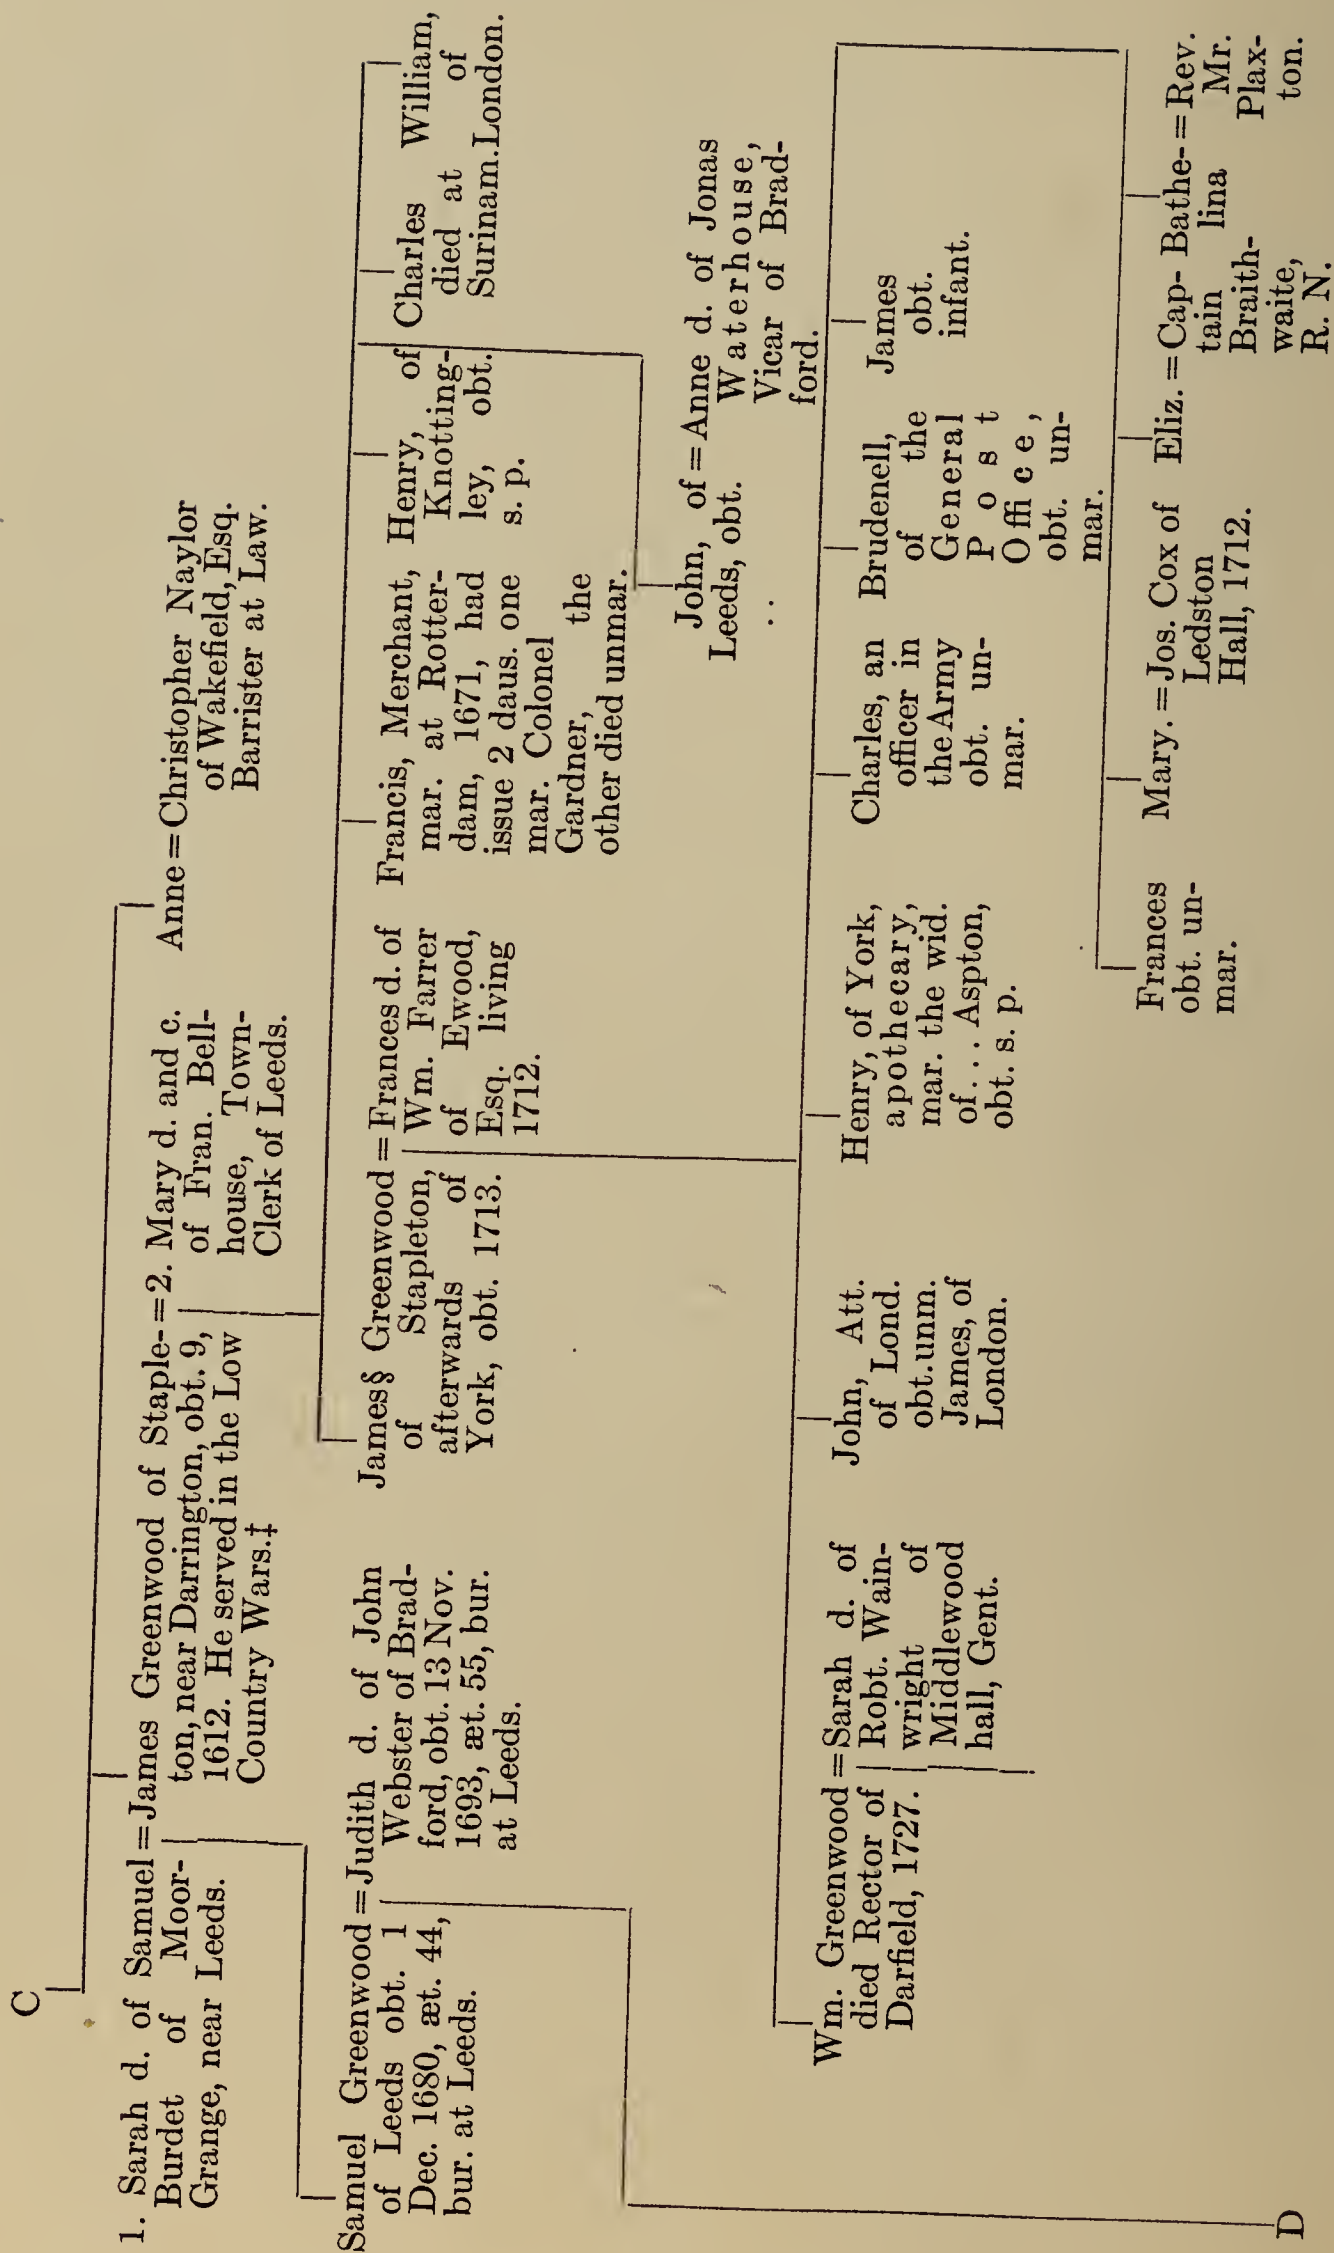 C
1. Sarah d. of Samuel=James Greenwood of Staple-=2. Mary d. and c.
Burdet of Moor-
Grange, near Leeds.
ton, near Darrington, obt. 9,
1612. He served in the Low
Country Wars.‡
of Fran. Bell-
house, Town-
Clerk of Leeds.
Anne=Christopher Naylor
of Wakefield, Esq.
Barrister at Law.
Samuel Greenwood=Judith d. of John
of Leeds obt. 1
Dec. 1680, æt. 44,
bur. at Leeds.
Webster of Brad-
ford, obt. 13 Nov.
1693, æt. 55, bur.
at Leeds.
James§ Greenwood=Frances d. of
of Stapleton,
afterwards of
York, obt. 1713.
Wm. Farrer
of Ewood,
Esq. living
1712.
Francis, Merchant,
mar. at Rotter-
dam, 1671, had
issue 2 daus. one
mar. Colonel
Gardner, the
other died unmar.
Henry, of
Knotting-
ley, obt.
s. p.
Charles
died at
Surinam.
William,
of
London.
John, of=Anne d. of Jonas
Leeds, obt.
..
Waterhouse,
Vicar of Brad-
ford.
Wm. Greenwood=Sarah d. of
died Rector of
Darfield, 1727.
Robt. Wain-
wright of
Middlewood
hall, Gent.
John, Att.
of Lond.
obt.unm.
James, of
London.
Henry, of York,
apothecary,
mar. the wid.
of... Aspton,
obt. s. p.
Charles, an
officer in
the Army
obt. un-
mar.
Brudenell,
of the
General
Post
Office,
obt. un-
mar.
James
obt.
infant.
Frances
obt. un-
mar.
Mary.=Jos. Cox of
Ledston
Hall, 1712.
Eliz.=Cap-
tain
Braith-
waite,
R. N.
Bathe-=Rev.
lina
Mr.
Plax-
ton.
D